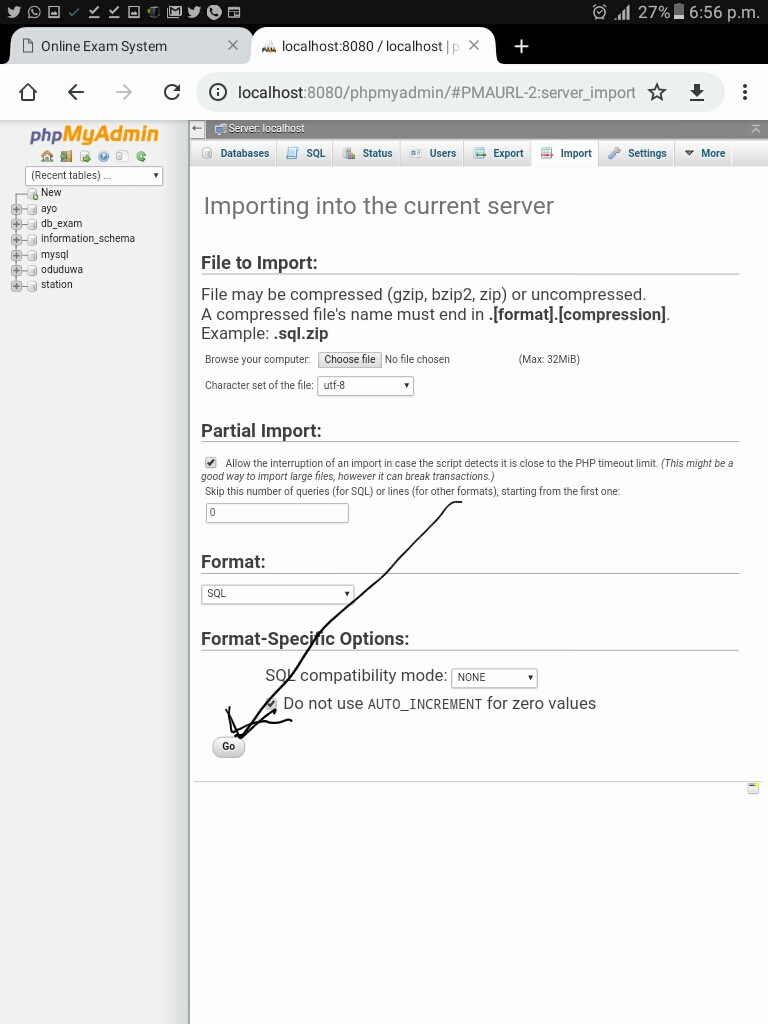 27% 6:56 p.m.
Online Exam System
localhost:8080 / localhost | p
localhost:8080/phpmyadmin/#PMAURL-2:server_import
phpMyAdmin
(Recent tables) ...
New
ayo
db_exam
information_schema
mysql
oduduwa
station
Server: localhost
Databases SQL Status Users Export Import Settings More
Importing into the current server
File to Import:
File may be compressed (gzip, bzip2, zip) or uncompressed.
A compressed file's name must end in .[format].[compression].
Example: .sql.zip
Browse your computer: Choose file No file chosen (Max: 32MiB)
Character set of the file: utf-8
Partial Import:
Allow the interruption of an import in case the script detects it is close to the PHP timeout limit. (This might be a
good way to import large files, however it can break transactions.)
Skip this number of queries (for SQL) or lines (for other formats), starting from the first one:
0
Format:
SQL
Format-Specific Options:
SQL compatibility mode: NONE
Do not use AUTO_INCREMENT for zero values
Go